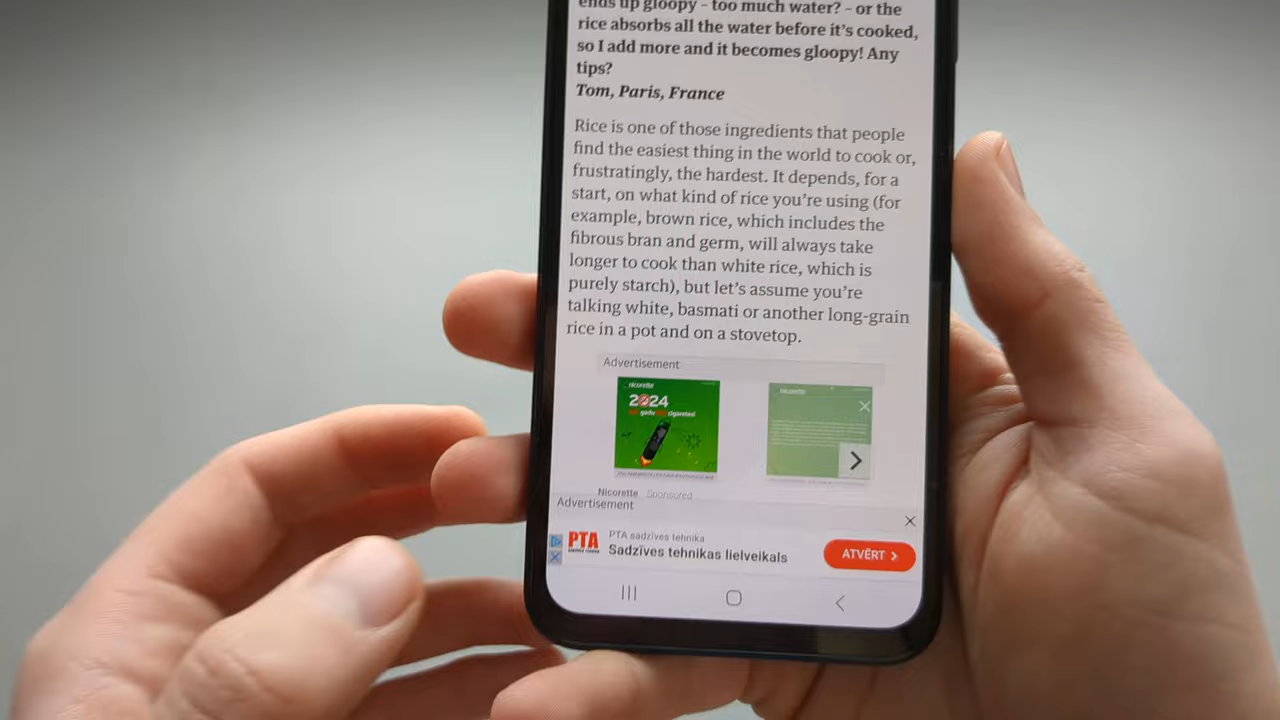 ends up gloopy – too much water? – or the
rice absorbs all the water before it's cooked,
so I add more and it becomes gloopy! Any
tips?
Tom, Paris, France
Rice is one of those ingredients that people
find the easiest thing in the world to cook or,
frustratingly, the hardest. It depends, for a
start, on what kind of rice you're using (for
example, brown rice, which includes the
fibrous bran and germ, will always take
longer to cook than white rice, which is
purely starch), but let's assume you're
talking white, basmati or another long-grain
rice in a pot and on a stovetop.
Advertisement
nicorette
nicorette
2024
gadu cigaretes!
Nicorette Sponsored
Advertisement
PTA
PTA sadzīves tehnika
Sadzīves tehnikas lielveikals
ATVĒRT